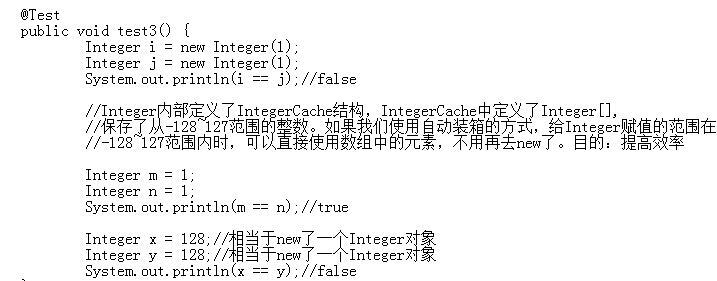 @Test
public void test3() {
Integer i = new Integer(1);
Integer j = new Integer(1);
System.out.println(i == j);//false
//Integer内部定义了IntegerCache结构，IntegerCache中定义了Integer[],
//保存了从-128~127范围的整数。如果我们使用自动装箱的方式，给Integer赋值的范围在
//-128~127范围内时，可以直接使用数组中的元素，不用再去new了。目的：提高效率
Integer m = 1;
Integer n = 1;
System.out.println(m == n);//true
Integer x = 128;//相当于new了一个Integer对象
Integer y = 128;//相当于new了一个Integer对象
System.out.println(x == y);//false